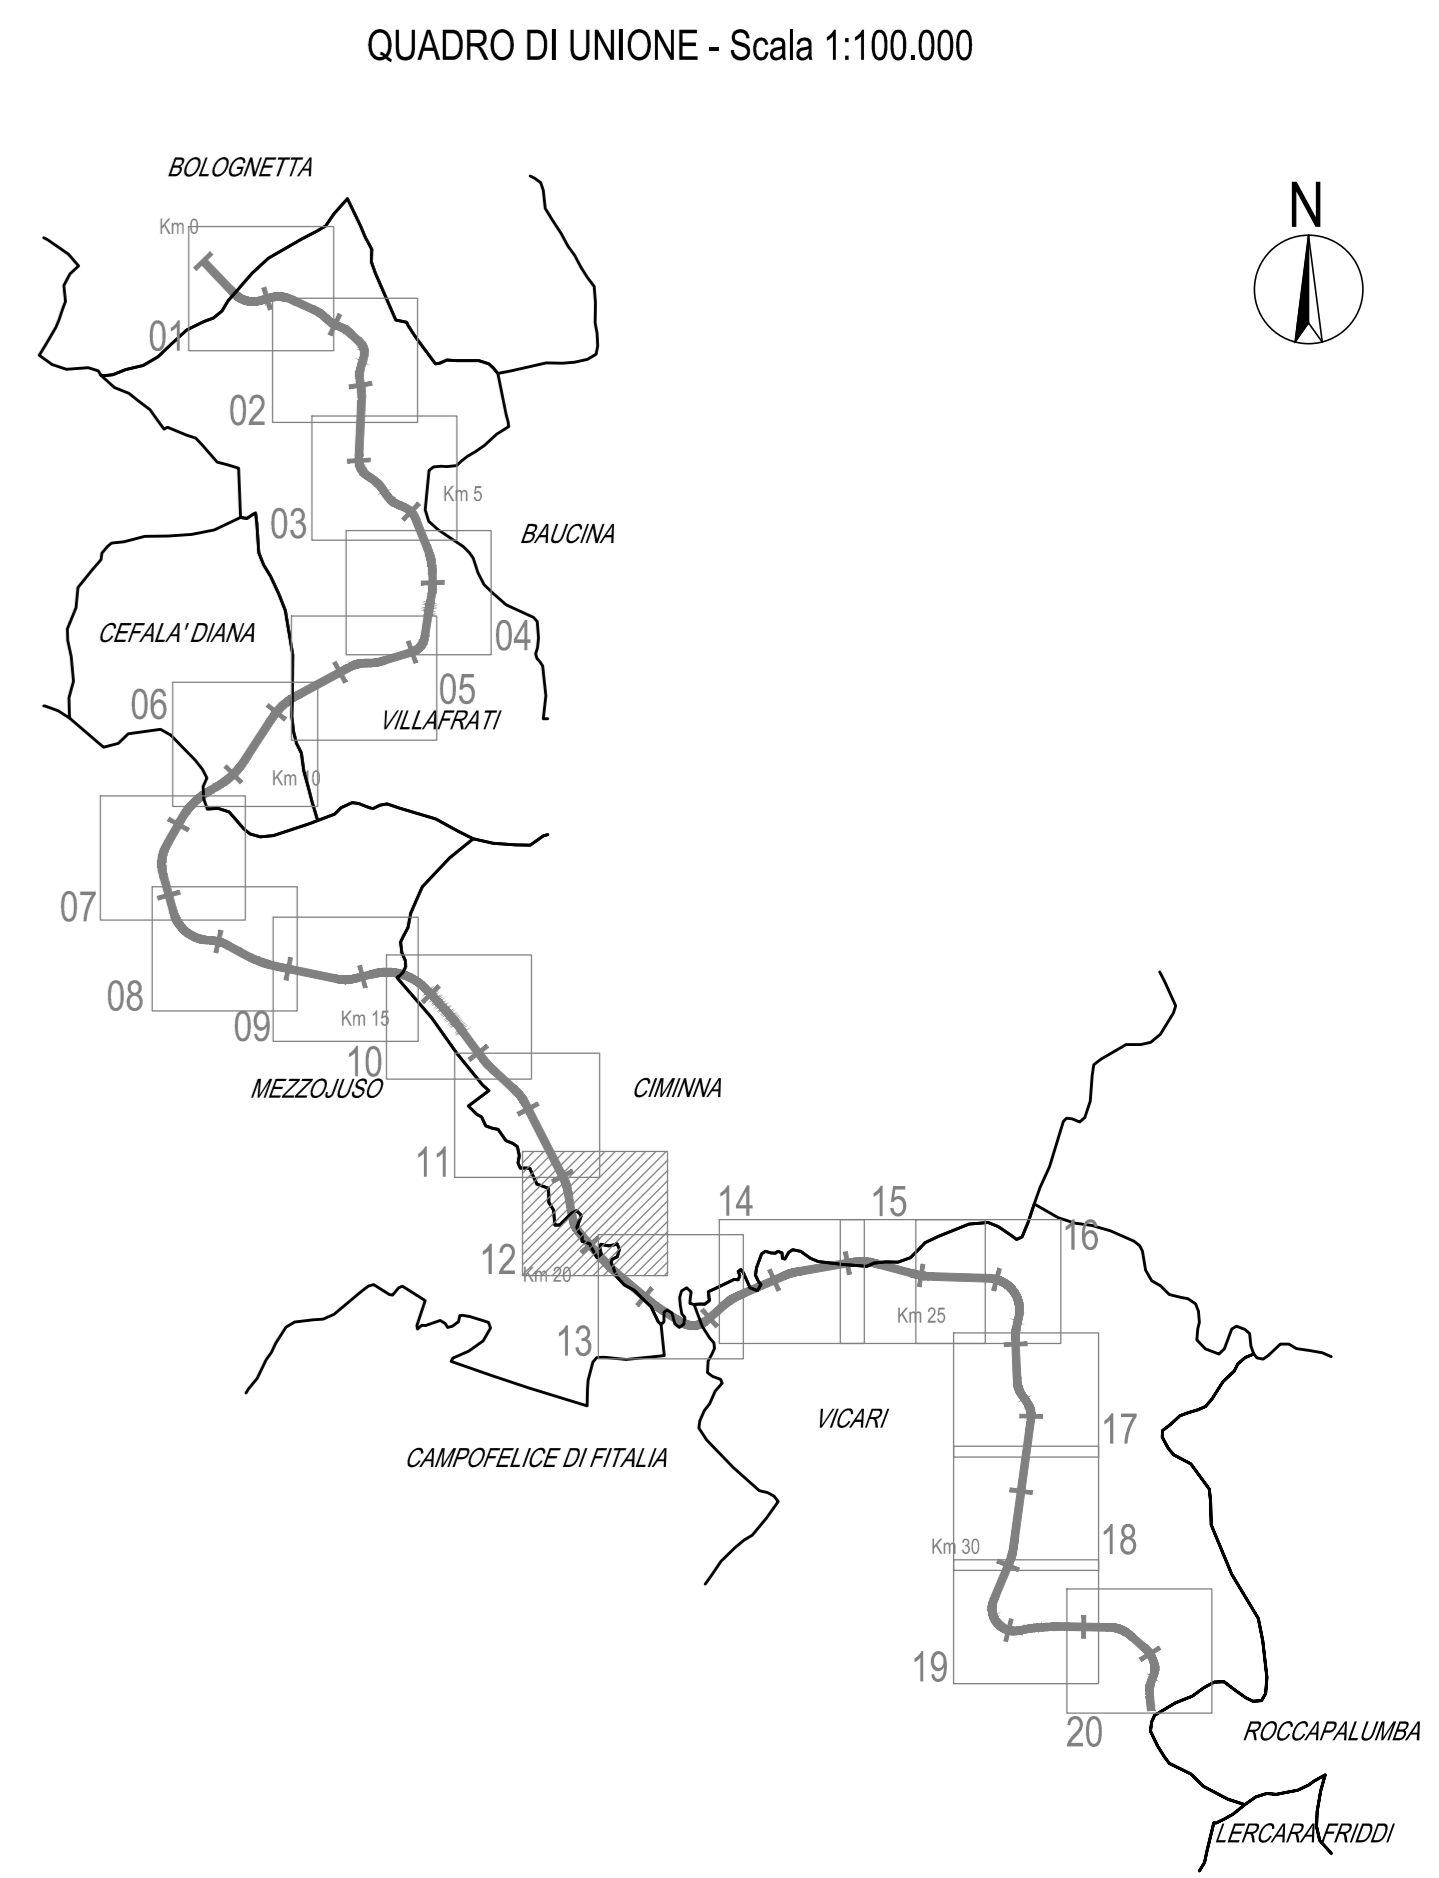 QUADRO DI UNIONE - Scala 1:100.000
BOLOGNETTA
N
Km 0
01
02
Km 5
03
BAUCINA
CEFALA' DIANA
04
05
06
VILLAFRATI
Km 10
07
08
09
Km 15
10
MEZZOJUSO
CIMINNA
11
14
15
16
12
Km 20
Km 25
13
VICARI
17
CAMPOFELICE DI FITALIA
18
Km 30
19
20
ROCCAPALUMBA
LERCARA FRIDDI